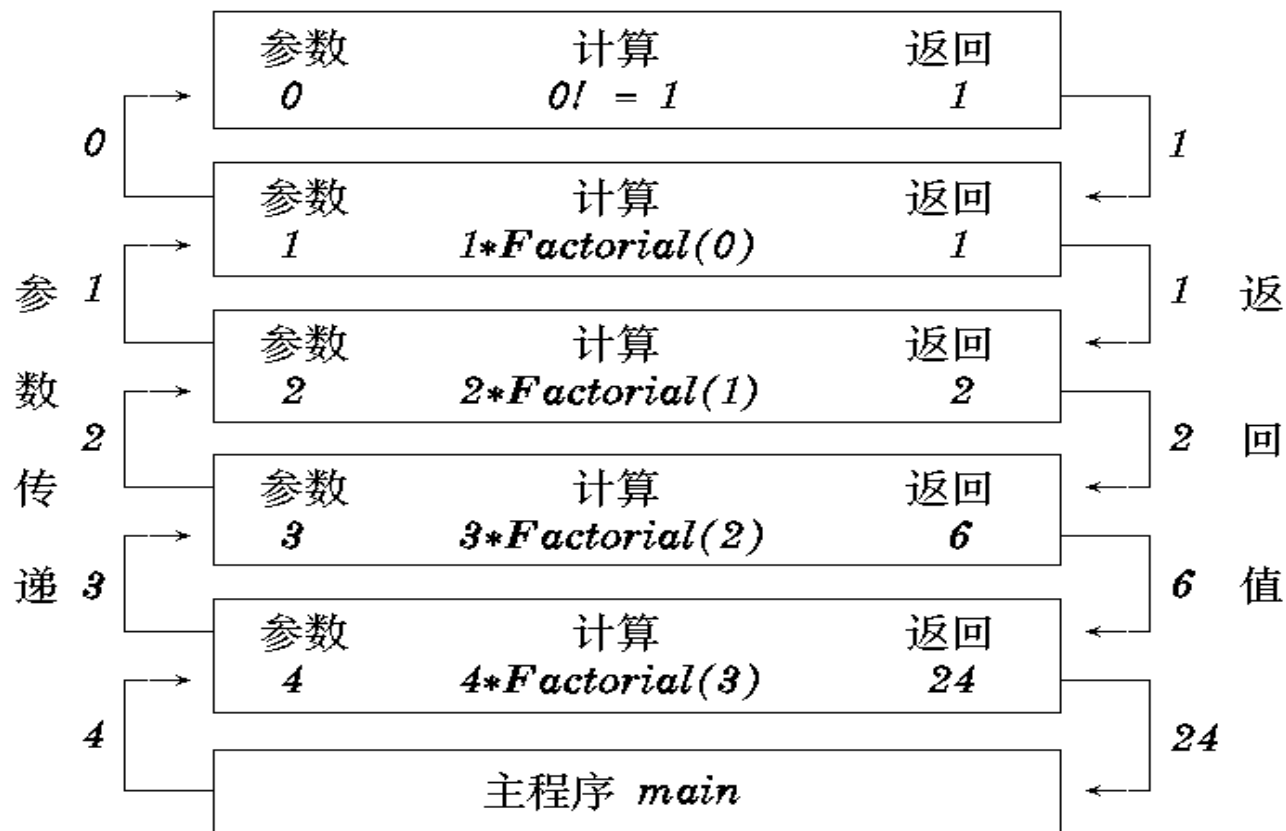 参数 计算 返回
0 0! = 1 1
0 1
参数 计算 返回
1 1*Factorial(0) 1
1 1
参数 计算 返回
2 2*Factorial(1) 2
2 2
参数 计算 返回
3 3*Factorial(2) 6
3 6
参数 计算 返回
4 4*Factorial(3) 24
4 24
主程序 main
参数传递
返回值